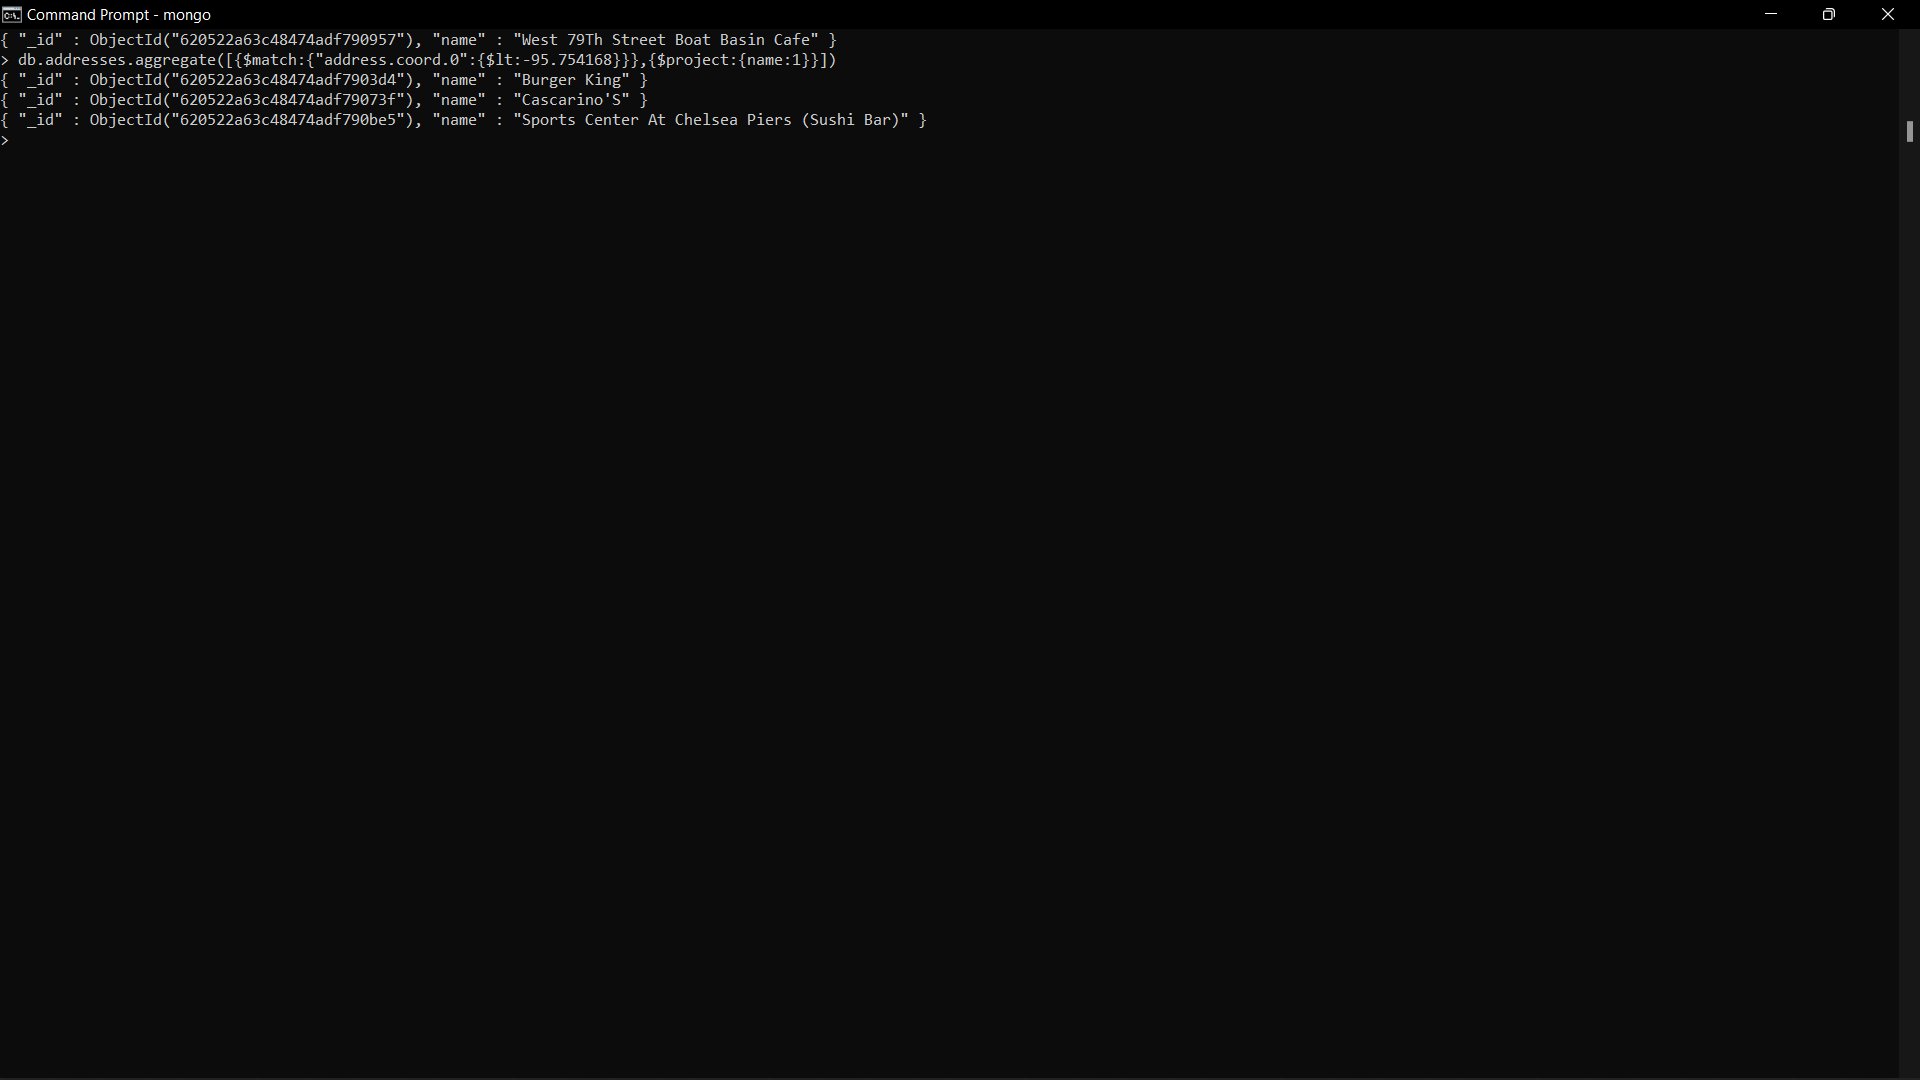 Command Prompt - mongo
{ "_id" : ObjectId("620522a63c48474adf790957"), "name" : "West 79Th Street Boat Basin Cafe" }
> db.addresses.aggregate([{$match:{"address.coord.0":{$lt:-95.754168}}},{$project:{name:1}}])
{ "_id" : ObjectId("620522a63c48474adf7903d4"), "name" : "Burger King" }
{ "_id" : ObjectId("620522a63c48474adf79073f"), "name" : "Cascarino'S" }
{ "_id" : ObjectId("620522a63c48474adf790be5"), "name" : "Sports Center At Chelsea Piers (Sushi Bar)" }
>